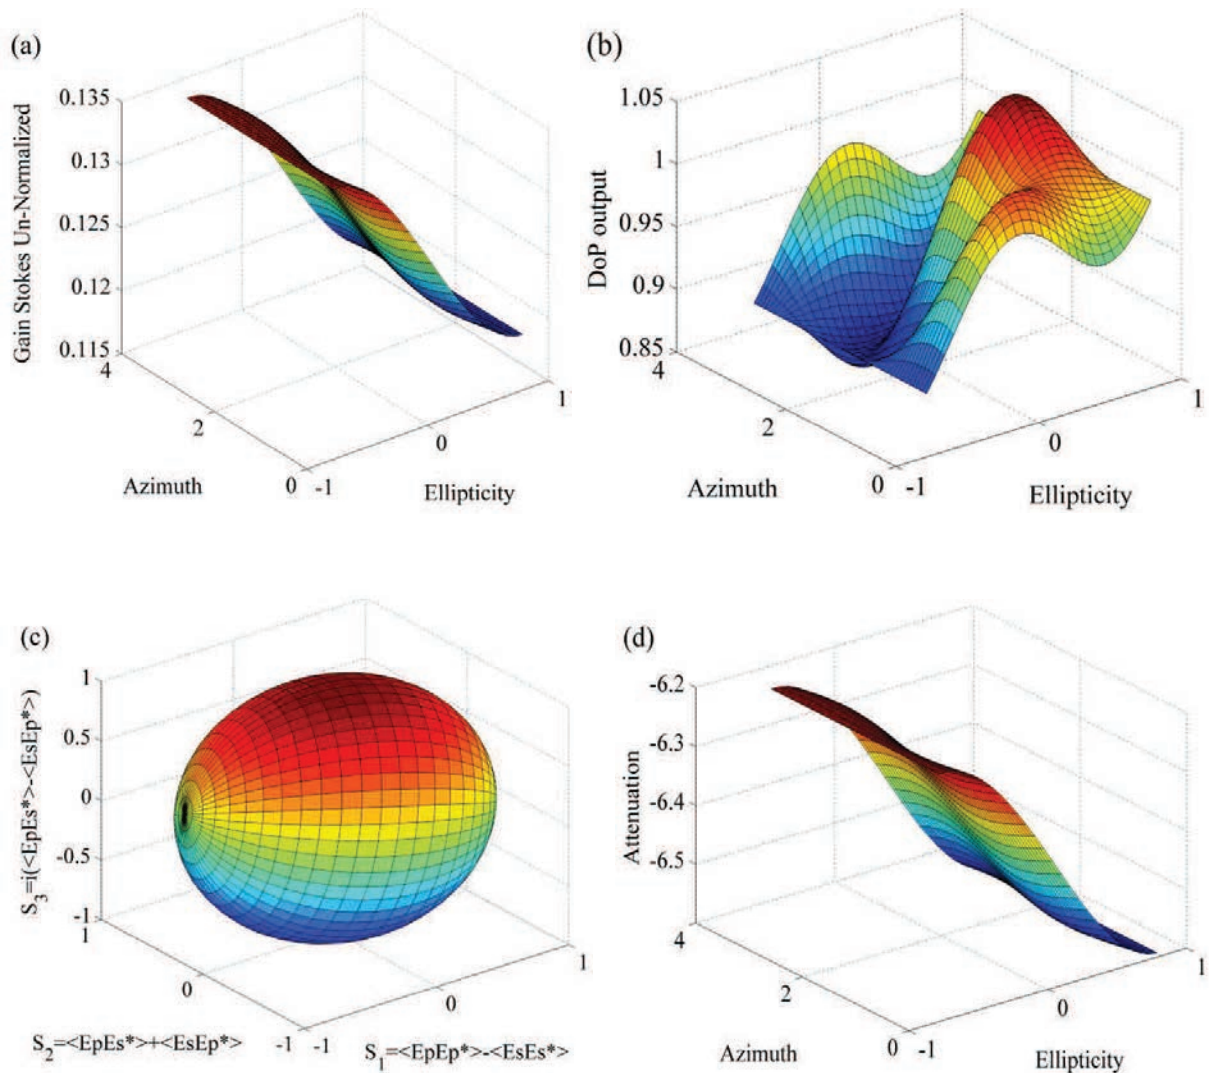 (a)
Gain Stokes Un-Normalized
0.135
0.13
0.125
0.12
0.115
4
2
0
-1
0
1
Azimuth
Ellipticity
(b)
DoP output
1.05
1
0.95
0.9
0.85
4
2
0
-1
0
1
Azimuth
Ellipticity
(c)
S3=i(<EpEs*>-<EsEp*>)
1
0.5
0
-0.5
-1
1
0
-1
-1
0
1
S2=<EpEs*>+<EsEp*>
S1=<EpEp*>-<EsEs*>
(d)
Attenuation
-6.2
-6.3
-6.4
-6.5
4
2
0
-1
0
1
Azimuth
Ellipticity